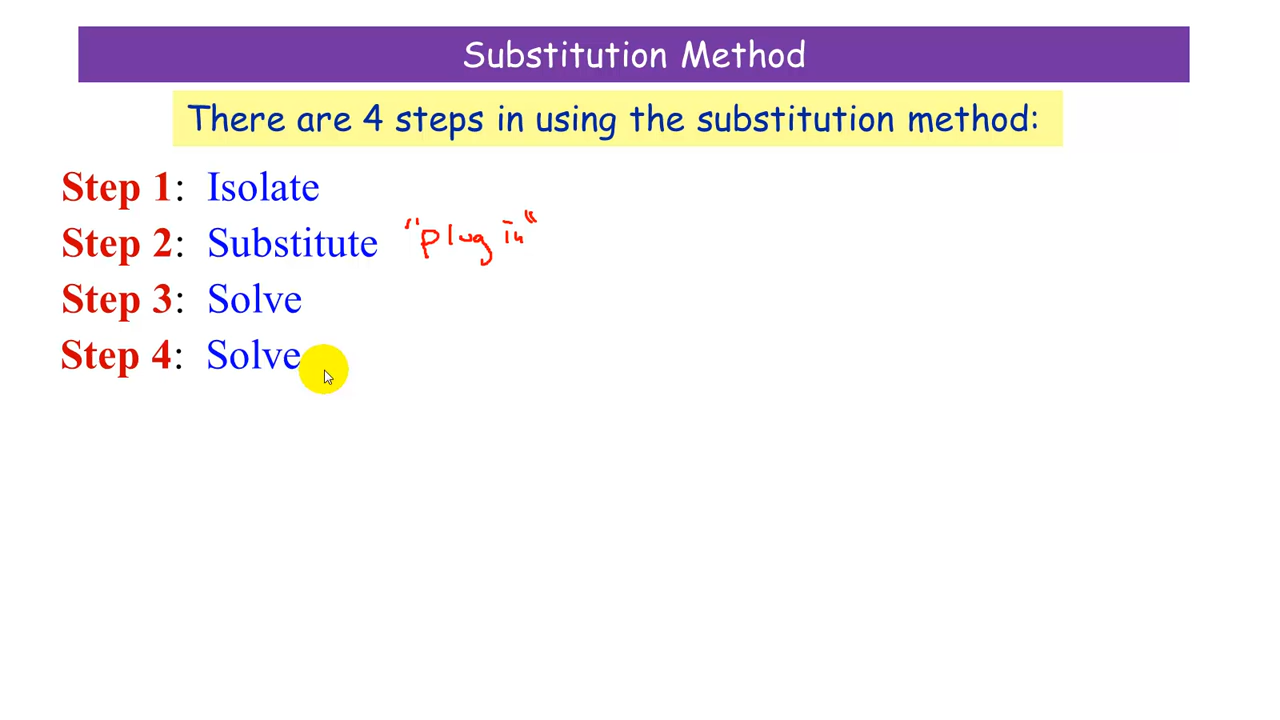 Substitution Method
There are 4 steps in using the substitution method:
Step 1: Isolate
Step 2: Substitute "plug in"
Step 3: Solve
Step 4: Solve